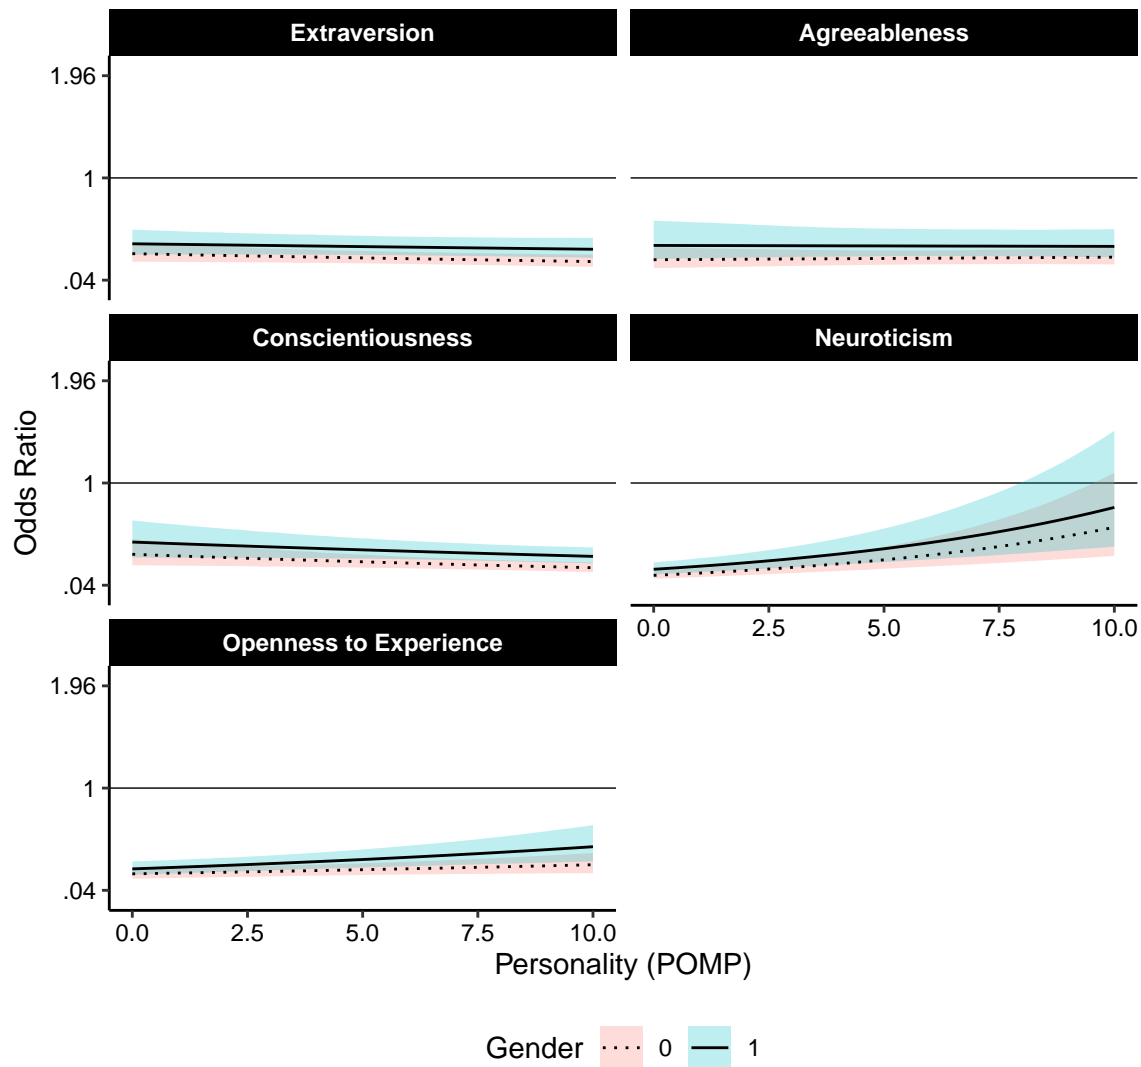 Extraversion
Agreeableness
1.96
1
.04
Conscientiousness
Neuroticism
1.96
1
.04
0.0 2.5 5.0 7.5 10.0
Openness to Experience
1.96
1
.04
0.0 2.5 5.0 7.5 10.0
Odds Ratio
Personality (POMP)
Gender 0 1